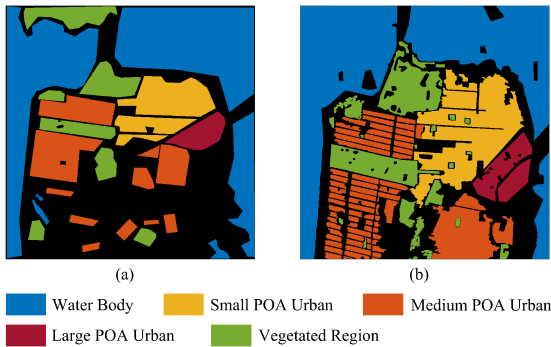 (a) (b)
Water Body Small POA Urban Medium POA Urban
Large POA Urban Vegetated Region